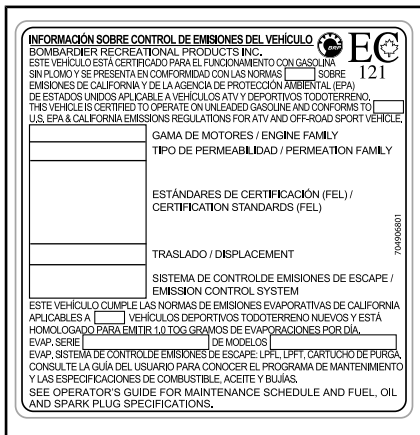 INFORMACIÓN SOBRE CONTROL DE EMISIONES DEL VEHÍCULO
BRP
EC
121
BOMBARDIER RECREATIONAL PRODUCTS INC.
ESTE VEHÍCULO ESTÁ CERTIFICADO PARA EL FUNCIONAMIENTO CON GASOLINA
SIN PLOMO Y SE PRESENTA EN CONFORMIDAD CON LAS NORMAS SOBRE
EMISIONES DE CALIFORNIA Y DE LA AGENCIA DE PROTECCIÓN AMBIENTAL (EPA)
DE ESTADOS UNIDOS APLICABLE A VEHÍCULOS ATV Y DEPORTIVOS TODOTERRENO.
THIS VEHICLE IS CERTIFIED TO OPERATE ON UNLEADED GASOLINE AND CONFORMS TO
U,S, EPA & CALIFORNIA EMISSIONS REGULATIONS FOR ATV AND OFF-ROAD SPORT VEHICLE.
GAMA DE MOTORES / ENGINE FAMILY
TIPO DE PERMEABILIDAD / PERMEATION FAMILY
ESTÁNDARES DE CERTIFICACIÓN (FEL) /
CERTIFICATION STANDARDS (FEL)
TRASLADO / DISPLACEMENT
SISTEMA DE CONTROLDE EMISIONES DE ESCAPE /
EMISSION CONTROL SYSTEM
704906801
ESTE VEHÍCULO CUMPLE LAS NORMAS DE EMISIONES EVAPORATIVAS DE CALIFORNIA
APLICABLES A VEHÍCULOS DEPORTIVOS TODOTERRENO NUEVOS Y ESTÁ
HOMOLOGADO PARA EMITIR 1,0 TOG GRAMOS DE EVAPORACIONES POR DÍA.
EVAP. SERIE DE MODELOS
EVAP, SISTEMA DE CONTROLDE EMISIONES DE ESCAPE: LPFL, LPFT, CARTUCHO DE PURGA,
CONSULTE LA GUÍA DEL USUARIO PARA CONOCER EL PROGRAMA DE MANTENIMIENTO
Y LAS ESPECIFICACIONES DE COMBUSTIBLE, ACEITE Y BUJÍAS.
SEE OPERATOR'S GUIDE FOR MAINTENANCE SCHEDULE AND FUEL, OIL
AND SPARK PLUG SPECIFICATIONS.